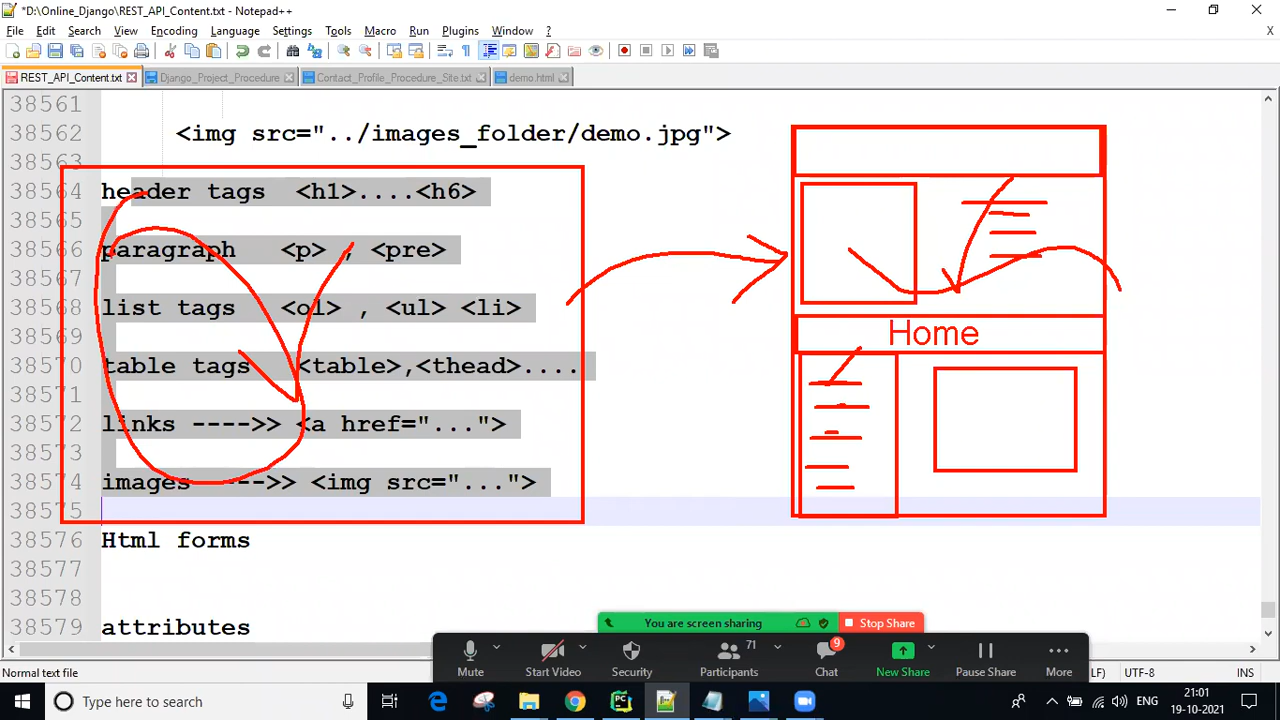 *D:\Online_Django\REST_API_Content.txt - Notepad++
File Edit Search View Encoding Language Settings Tools Macro Run Plugins Window ?
X
REST_API_Content.txt Django_Project_Procedure Contact_Profile_Procedure_Site.txt demo.html
38561
38562 <img src="../images_folder/demo.jpg">
38563
38564 header tags <h1>....<h6>
38565
38566 paragraph <p> , <pre>
38567
38568 list tags <ol> , <ul> <li>
38569
38570 table tags <table>,<thead>....
38571
38572 links ---->> <a href="...">
38573
38574 images ---->> <img src="...">
38575
38576 Html forms
38577
38578
38579 attributes
Home
You are screen sharing Stop Share
71 9
Mute Start Video Security Participants Chat New Share Pause Share More
Normal text file LF) UTF-8 INS
Type here to search
ENG 21:01
19-10-2021